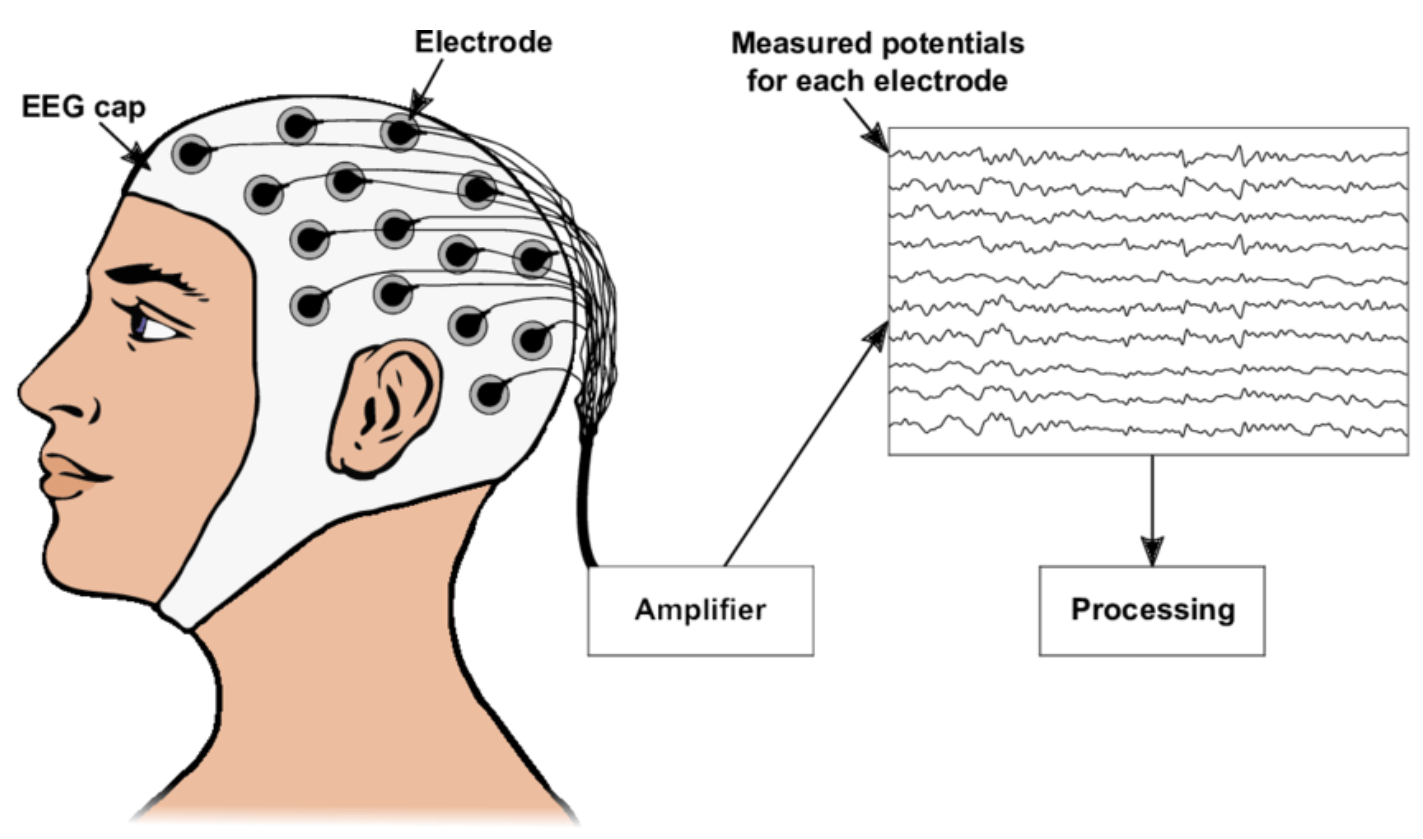 Electrode
Measured potentials
for each electrode
EEG cap
Amplifier
Processing